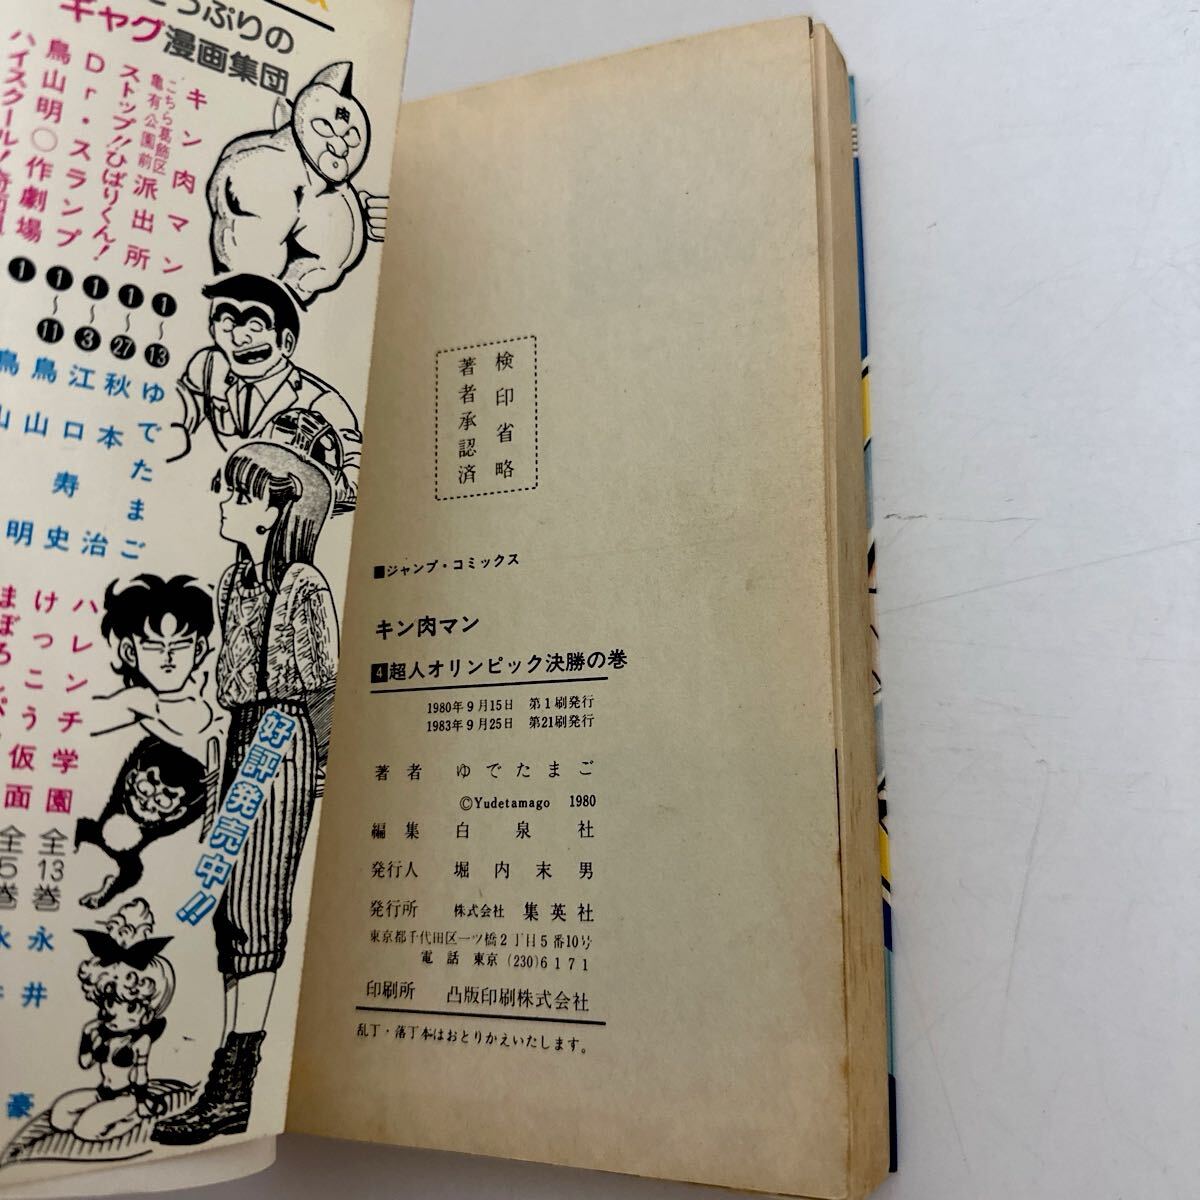 ギャグ漫画集団
キン肉マン
❶〜⓭
ゆでたまご
こちら葛飾区
亀有公園前
派出所
❶〜㉗
秋本治
ストップ!!ひばりくん!
❶〜❸
江口寿史
Dr・スランプ
❶〜⓫
鳥山明
鳥山明○作劇場
❶
鳥山明
ハレンチ学園
全13巻
永井豪
けっこう仮面
全5巻
好評発売中!!
肉
検印省略
著者承認済
■ジャンプ・コミックス
キン肉マン
4超人オリンピック決勝の巻
1980年9月15日 第1刷発行
1983年9月25日 第21刷発行
著者 ゆでたまご
©Yudetamago 1980
編集 白泉社
発行人 堀内末男
発行所 株式会社 集英社
東京都千代田区一ツ橋2丁目5番10号
電話 東京 (230)6171
印刷所 凸版印刷株式会社
乱丁・落丁本はおとりかえいたします。